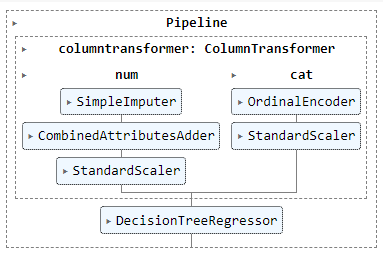 Pipeline
columntransformer: ColumnTransformer
num
cat
SimpleImputer
OrdinalEncoder
CombinedAttributesAdder
StandardScaler
StandardScaler
DecisionTreeRegressor